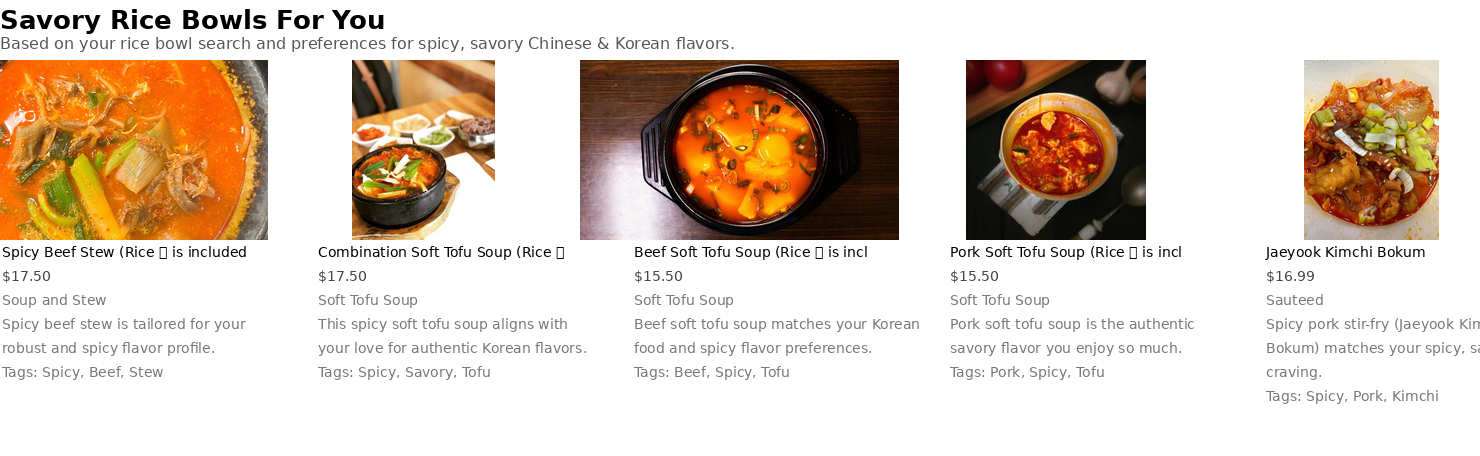 Savory Rice Bowls For You
Based on your rice bowl search and preferences for spicy, savory Chinese & Korean flavors.
Spicy Beef Stew (Rice ▯ is included
$17.50
Soup and Stew
Spicy beef stew is tailored for your
robust and spicy flavor profile.
Tags: Spicy, Beef, Stew
Combination Soft Tofu Soup (Rice ▯
$17.50
Soft Tofu Soup
This spicy soft tofu soup aligns with
your love for authentic Korean flavors.
Tags: Spicy, Savory, Tofu
Beef Soft Tofu Soup (Rice ▯ is incl
$15.50
Soft Tofu Soup
Beef soft tofu soup matches your Korean
food and spicy flavor preferences.
Tags: Beef, Spicy, Tofu
Pork Soft Tofu Soup (Rice ▯ is incl
$15.50
Soft Tofu Soup
Pork soft tofu soup is the authentic
savory flavor you enjoy so much.
Tags: Pork, Spicy, Tofu
Jaeyook Kimchi Bokum
$16.99
Sauteed
Spicy pork stir-fry (Jaeyook Kim
Bokum) matches your spicy, sa
craving.
Tags: Spicy, Pork, Kimchi